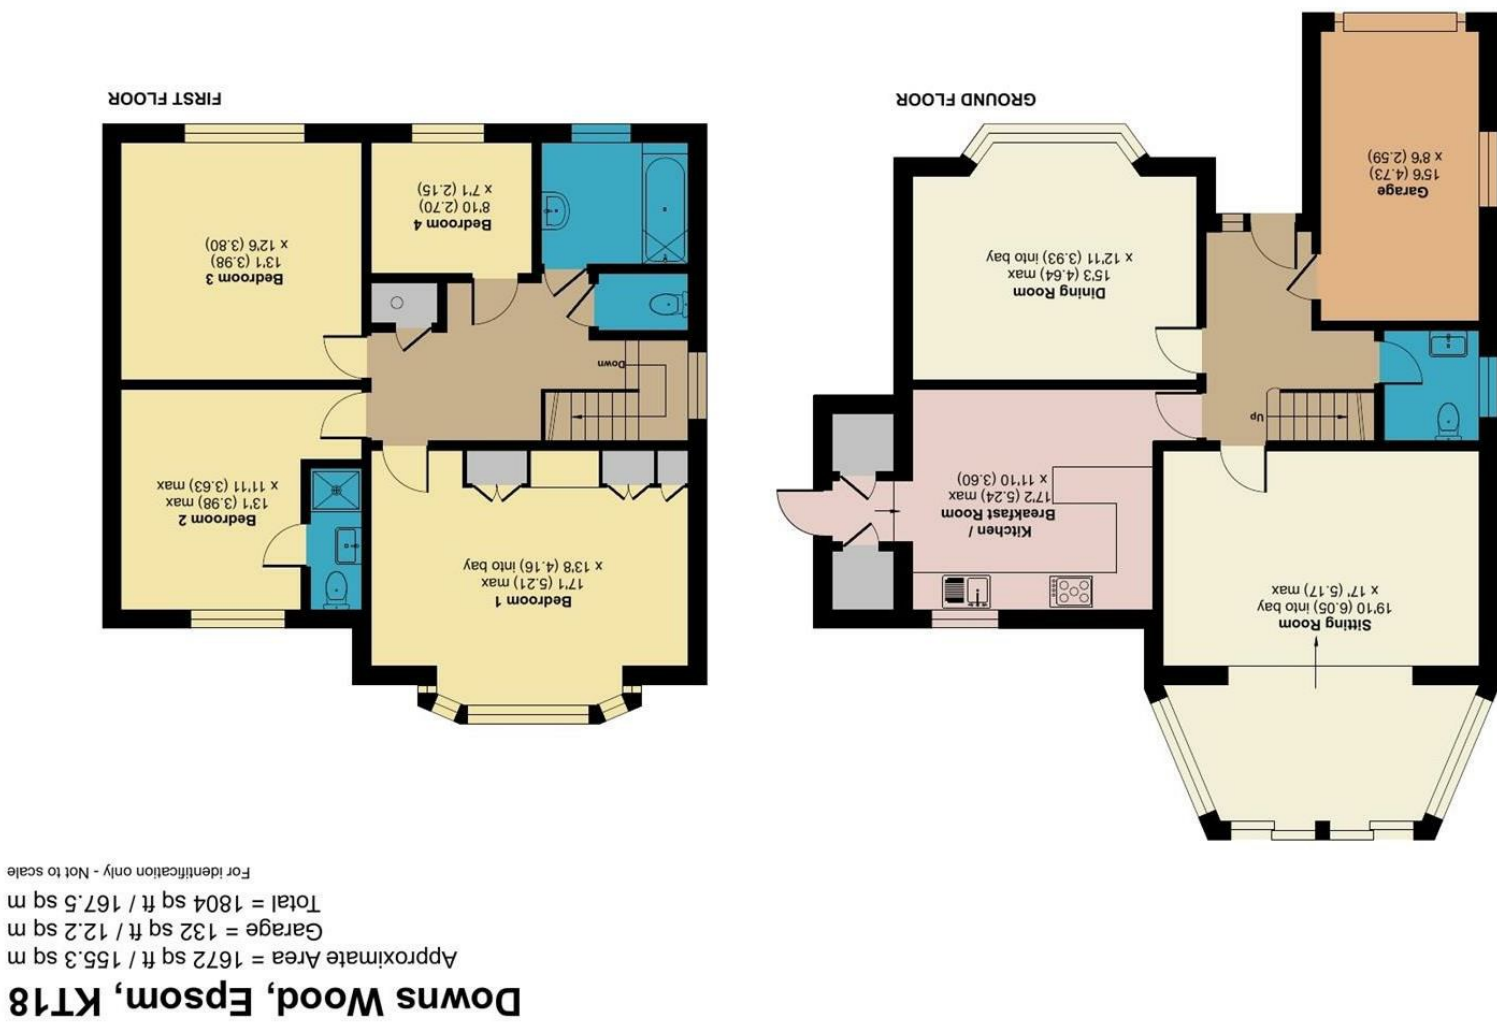 Downs Wood, Epsom, KT18
Approximate Area = 1672 sq ft / 155.3 sq m
Garage = 132 sq ft / 12.2 sq m
Total = 1804 sq ft / 167.5 sq m
For identification only - Not to scale
Sitting Room
19'10 (6.05) into bay
x 17' (5.17) max
Kitchen /
Breakfast Room
17'2 (5.24) max
x 11'10 (3.60)
Up
Dining Room
15'3 (4.64) max
x 12'11 (3.93) into bay
Garage
15'6 (4.73)
x 8'6 (2.59)
GROUND FLOOR
Bedroom 1
17'1 (5.21) max
x 13'8 (4.16) into bay
Bedroom 2
13'1 (3.98) max
x 11'11 (3.63) max
Down
Bedroom 3
13'1 (3.98)
x 12'6 (3.80)
Bedroom 4
8'10 (2.70)
x 7'1 (2.15)
FIRST FLOOR